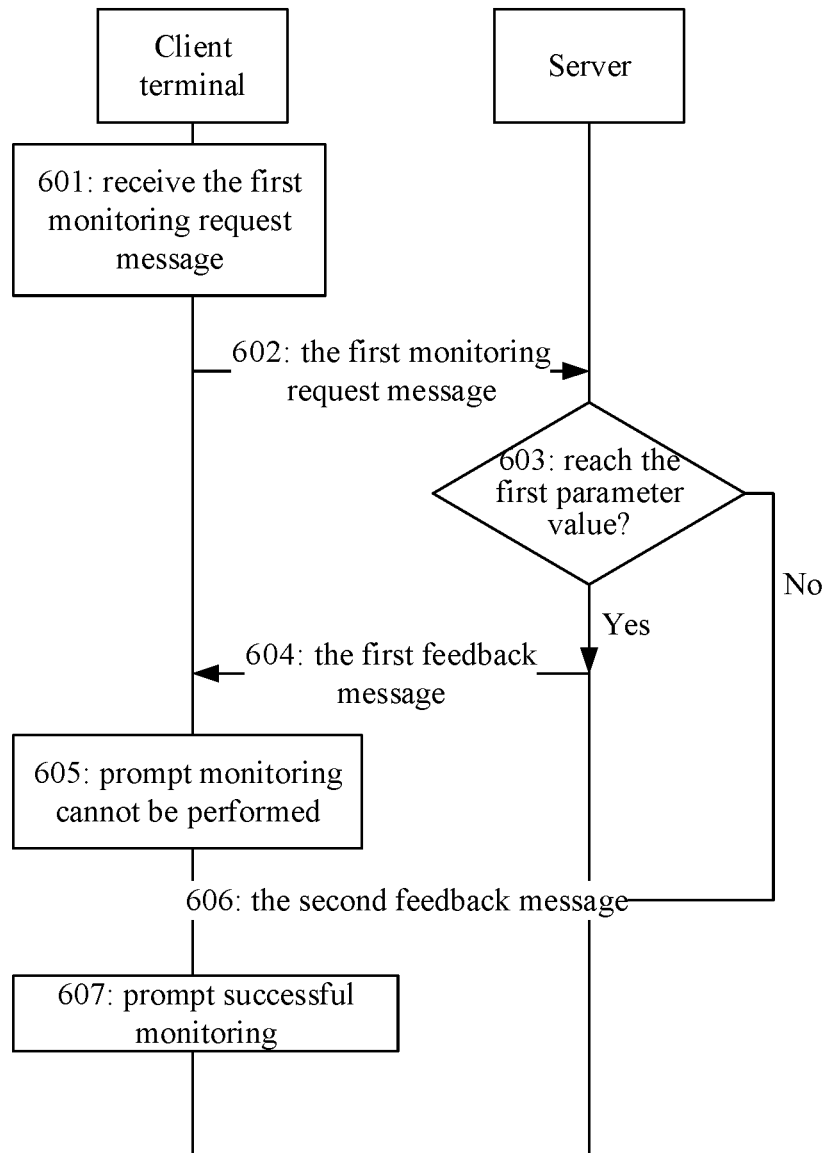 Client
terminal
Server
601: receive the first
monitoring request
message
602: the first monitoring
request message
603: reach the
first parameter
value?
No
Yes
604: the first feedback
message
605: prompt monitoring
cannot be performed
606: the second feedback message
607: prompt successful
monitoring